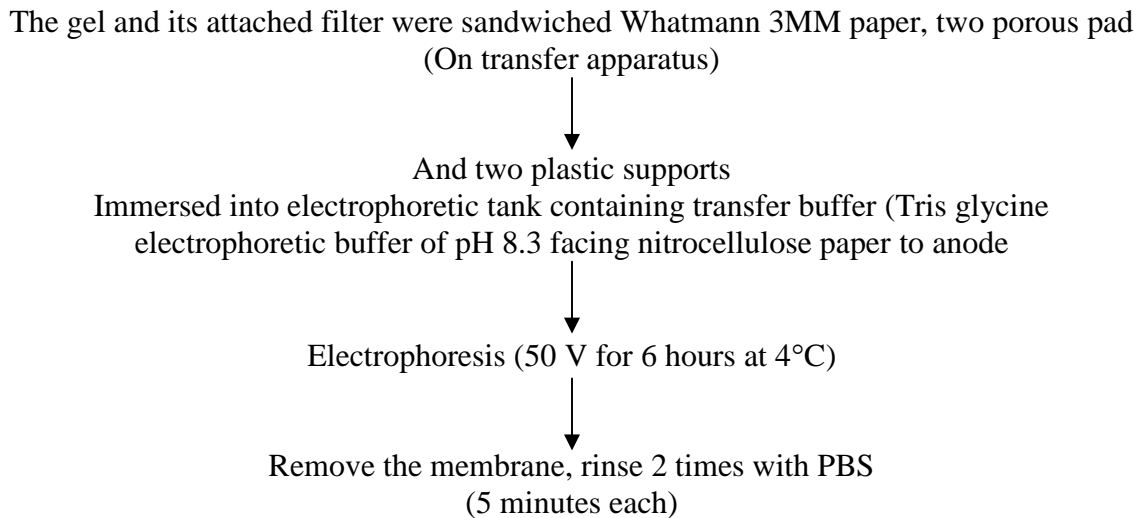 The gel and its attached filter were sandwiched Whatmann 3MM paper, two porous pad
(On transfer apparatus)
And two plastic supports
Immersed into electrophoretic tank containing transfer buffer (Tris glycine
electrophoretic buffer of pH 8.3 facing nitrocellulose paper to anode
Electrophoresis (50 V for 6 hours at 4°C)
Remove the membrane, rinse 2 times with PBS
(5 minutes each)